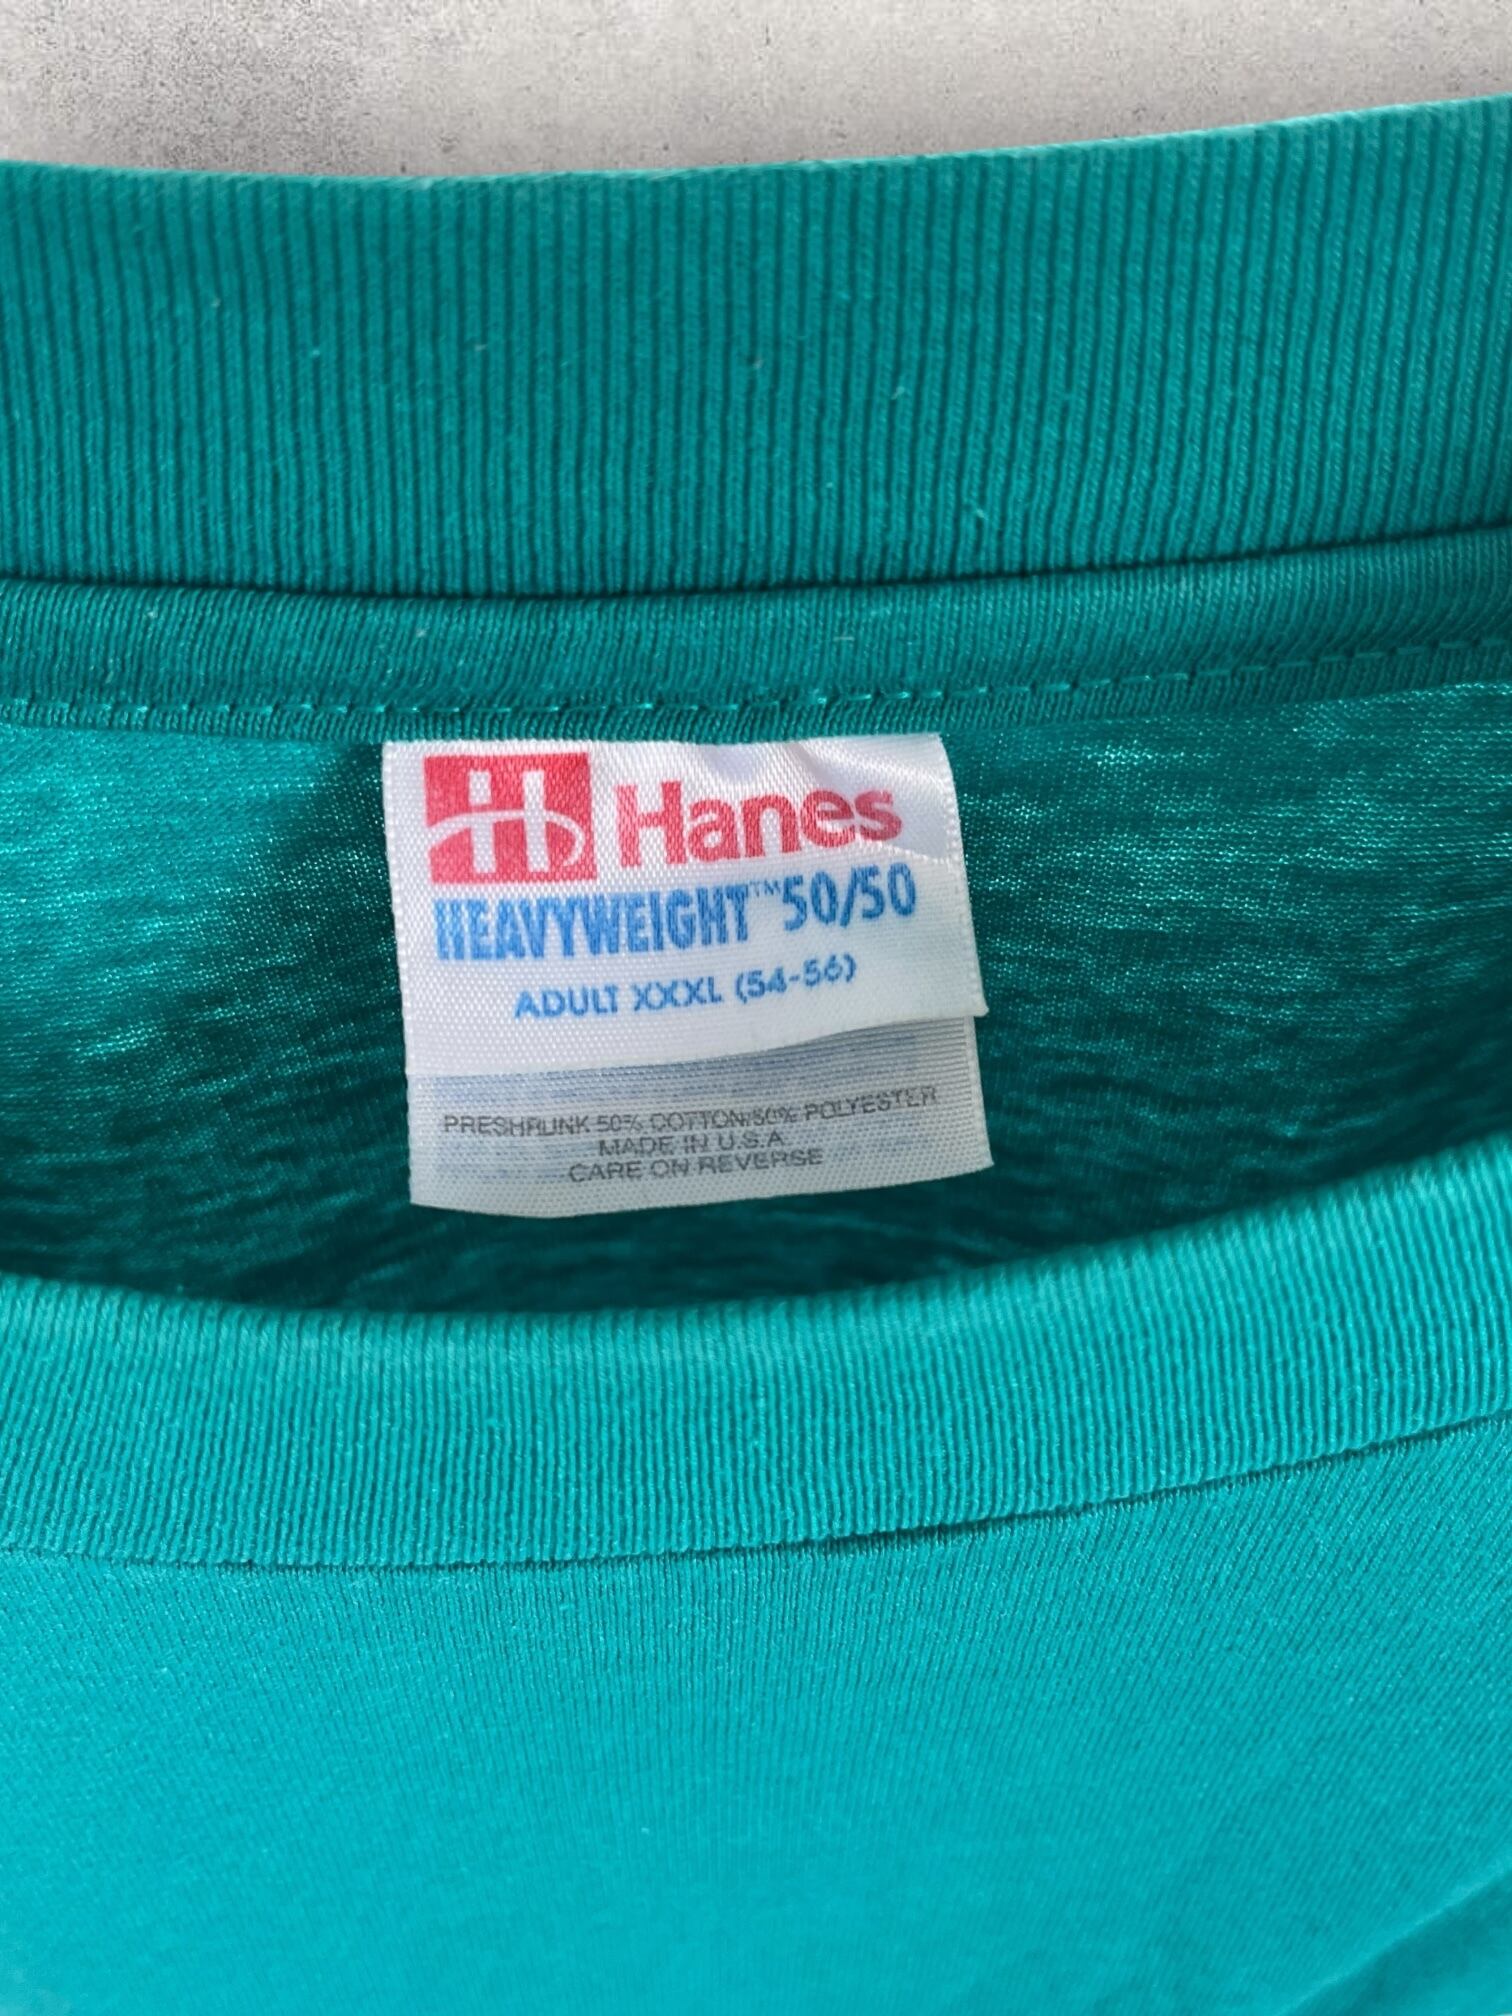 H Hanes
HEAVYWEIGHT™ 50/50
ADULT XXXL (54-56)
PRESHRUNK 50% COTTON/50% POLYESTER
MADE IN U.S.A.
CARE ON REVERSE